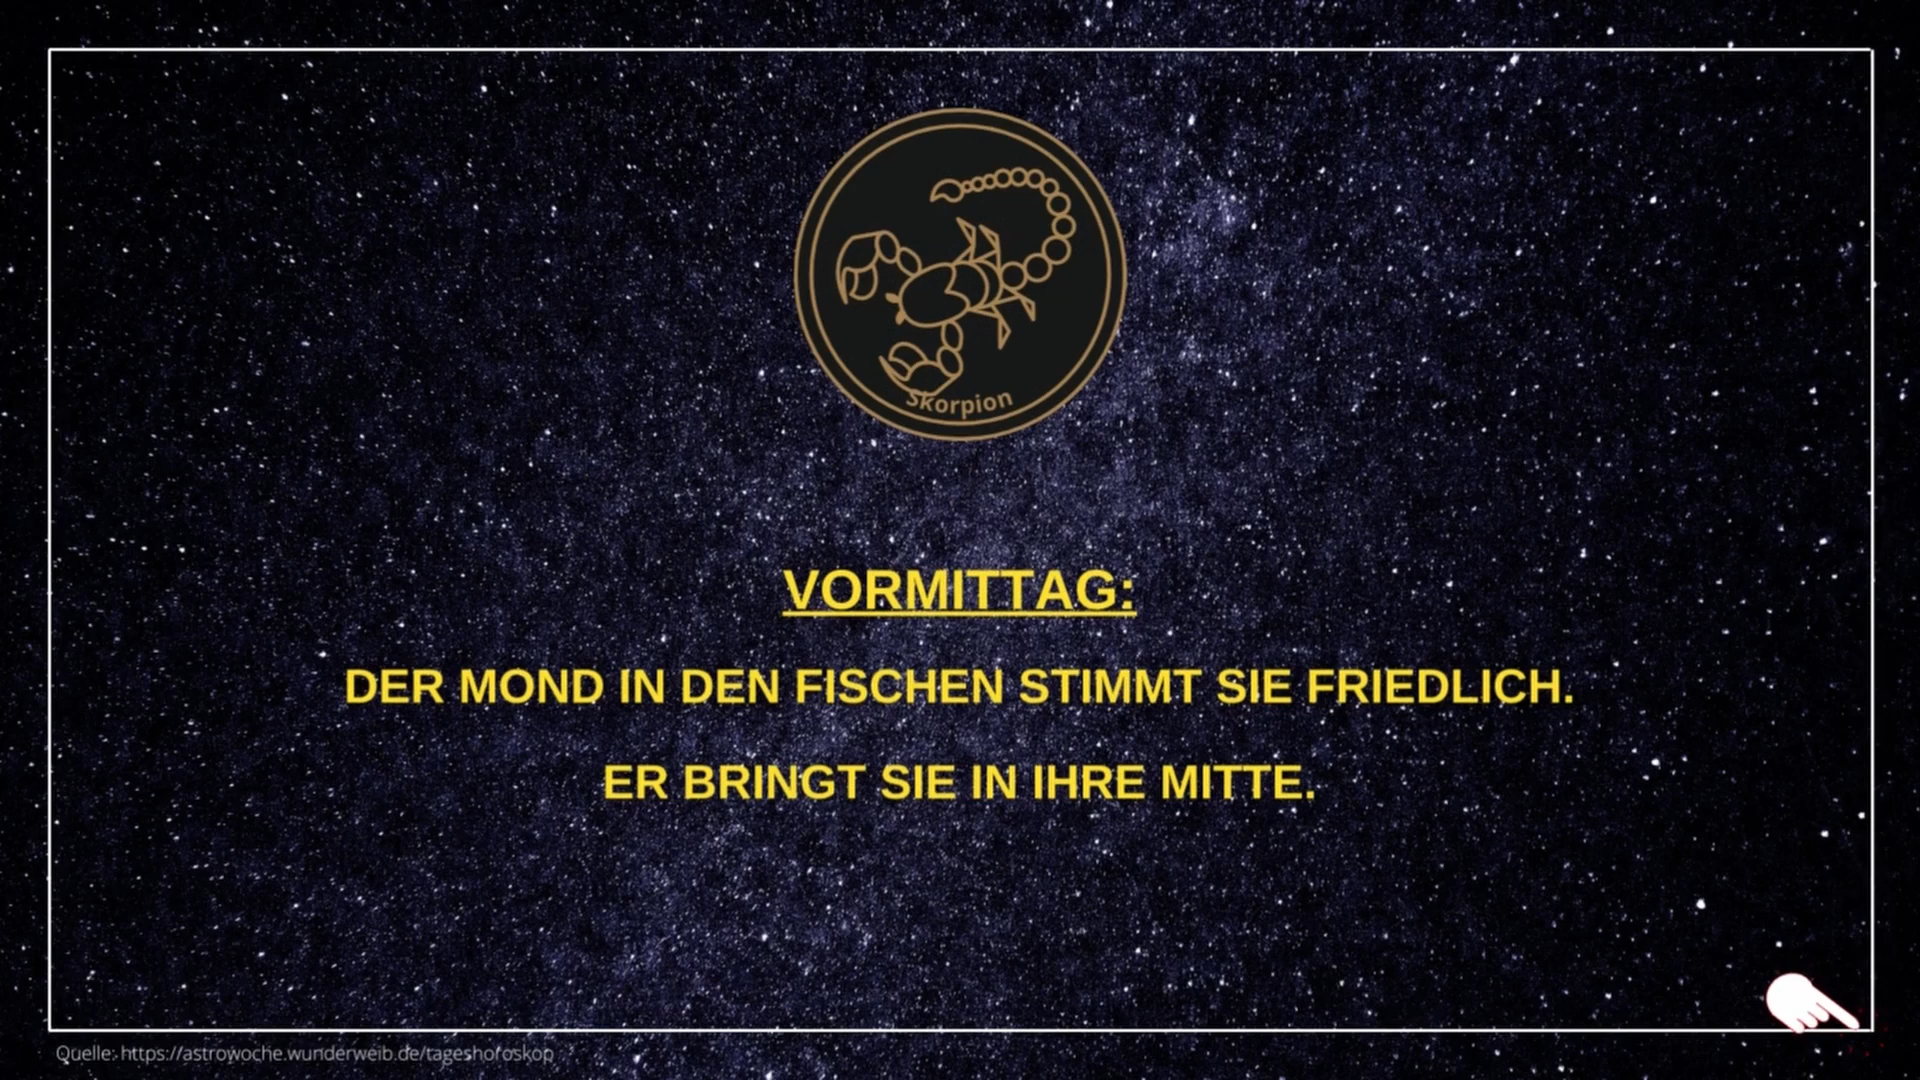 Skorpion
VORMITTAG:
DER MOND IN DEN FISCHEN STIMMT SIE FRIEDLICH.
ER BRINGT SIE IN IHRE MITTE.
Quelle: https://astrowoche.wunderweib.de/tageshoroskop